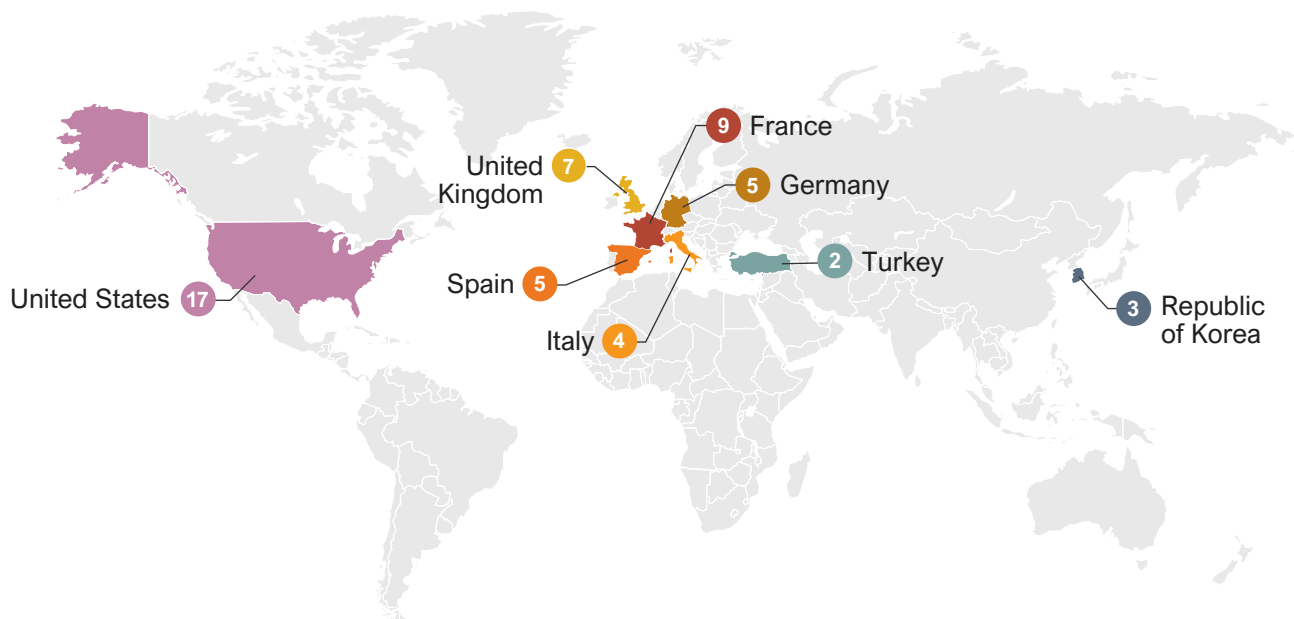 9 France
United 7
Kingdom
5 Germany
2 Turkey
Spain 5
United States 17
3 Republic
of Korea
Italy 4